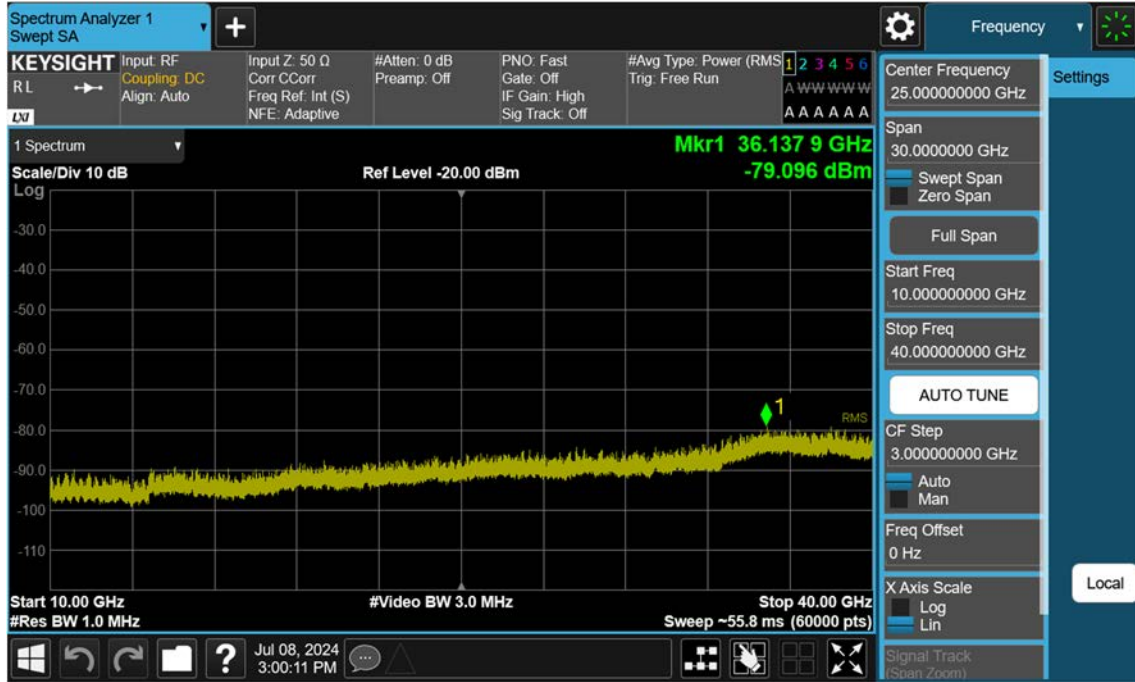 Spectrum Analyzer 1
Swept SA
Frequency
KEYSIGHT
R L
LXI
Input: RF
Coupling: DC
Align: Auto
Input Z: 50 Ω
Corr CCorr
Freq Ref: Int (S)
NFE: Adaptive
#Atten: 0 dB
Preamp: Off
PNO: Fast
Gate: Off
IF Gain: High
Sig Track: Off
#Avg Type: Power (RMS
Trig: Free Run
1 2 3 4 5 6
A W W W W W
A A A A A A
1 Spectrum
Scale/Div 10 dB
Ref Level -20.00 dBm
Mkr1 36.137 9 GHz
-79.096 dBm
Log
-30.0
-40.0
-50.0
-60.0
-70.0
-80.0
-90.0
-100
-110
1
RMS
Start 10.00 GHz
#Res BW 1.0 MHz
#Video BW 3.0 MHz
Stop 40.00 GHz
Sweep ~55.8 ms (60000 pts)
Center Frequency
25.000000000 GHz
Span
30.0000000 GHz
Swept Span
Zero Span
Full Span
Start Freq
10.000000000 GHz
Stop Freq
40.000000000 GHz
AUTO TUNE
CF Step
3.000000000 GHz
Auto
Man
Freq Offset
0 Hz
X Axis Scale
Log
Lin
Signal Track
(Span Zoom)
Settings
Local
?
Jul 08, 2024
3:00:11 PM